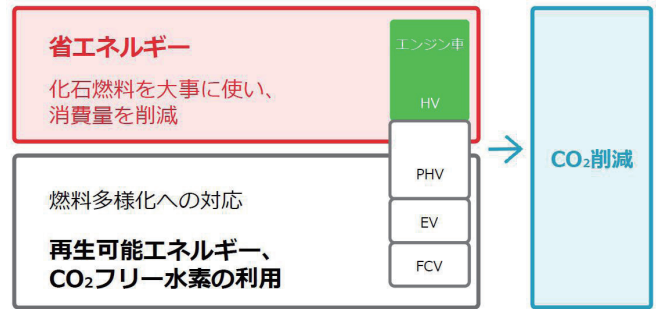 省エネルギー
化石燃料を大事に使い、
消費量を削減
エンジン車
HV
PHV
EV
FCV
燃料多様化への対応
再生可能エネルギー、
CO₂フリー水素の利用
CO₂削減